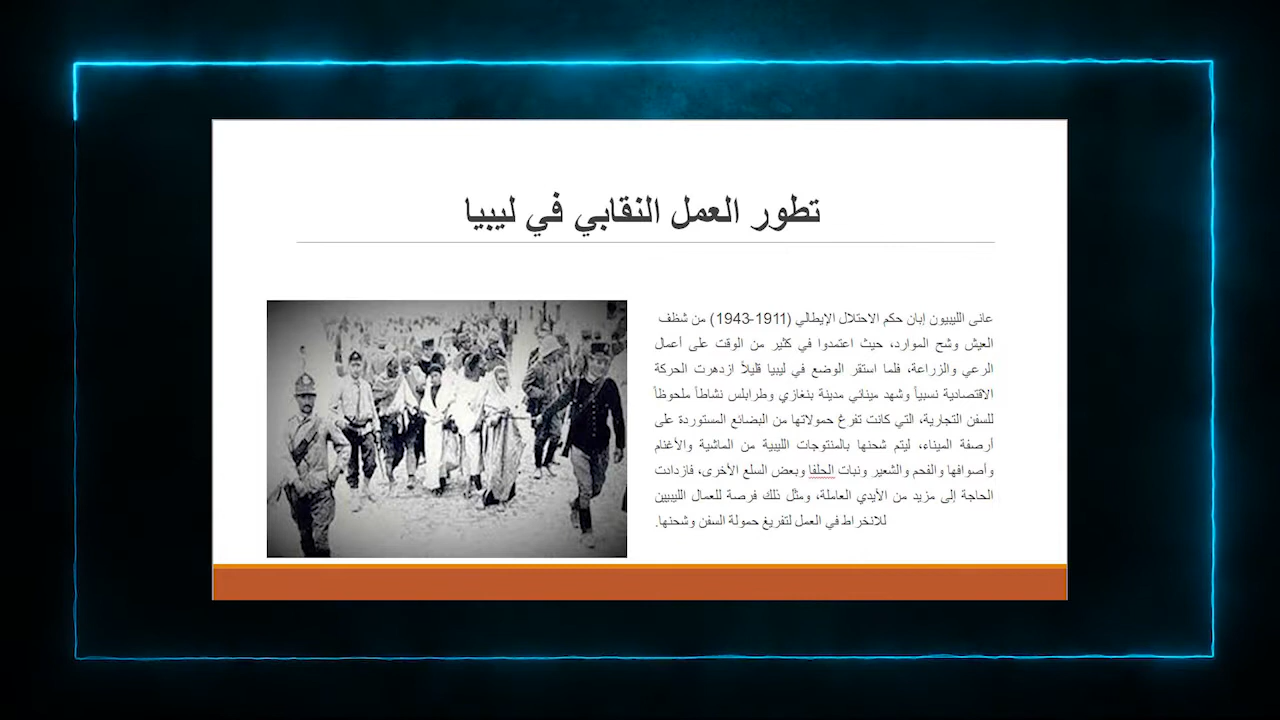 تطور العمل النقابي في ليبيا
عانى الليبيون إبان حكم الاحتلال الإيطالي (1911-1943) من شظف
العيش وشح الموارد، حيث اعتمدوا في كثير من الوقت على أعمال
الرعي والزراعة، فلما استقر الوضع في ليبيا قليلاً ازدهرت الحركة
الاقتصادية نسبياً وشهد مينائي مدينة بنغازي وطرابلس نشاطاً ملحوظاً
للسفن التجارية، التي كانت تفرغ حمولاتها من البضائع المستوردة على
أرصفة الميناء، ليتم شحنها بالمنتوجات الليبية من الماشية والأغنام
وأصوافها والفحم والشعير ونبات الحلفا وبعض السلع الأخرى، فازدانت
الحاجة إلى مزيد من الأيدي العاملة، ومثّل ذلك فرصة للعمال الليبيين
للانخراط في العمل لتفريغ حمولة السفن وشحنها.